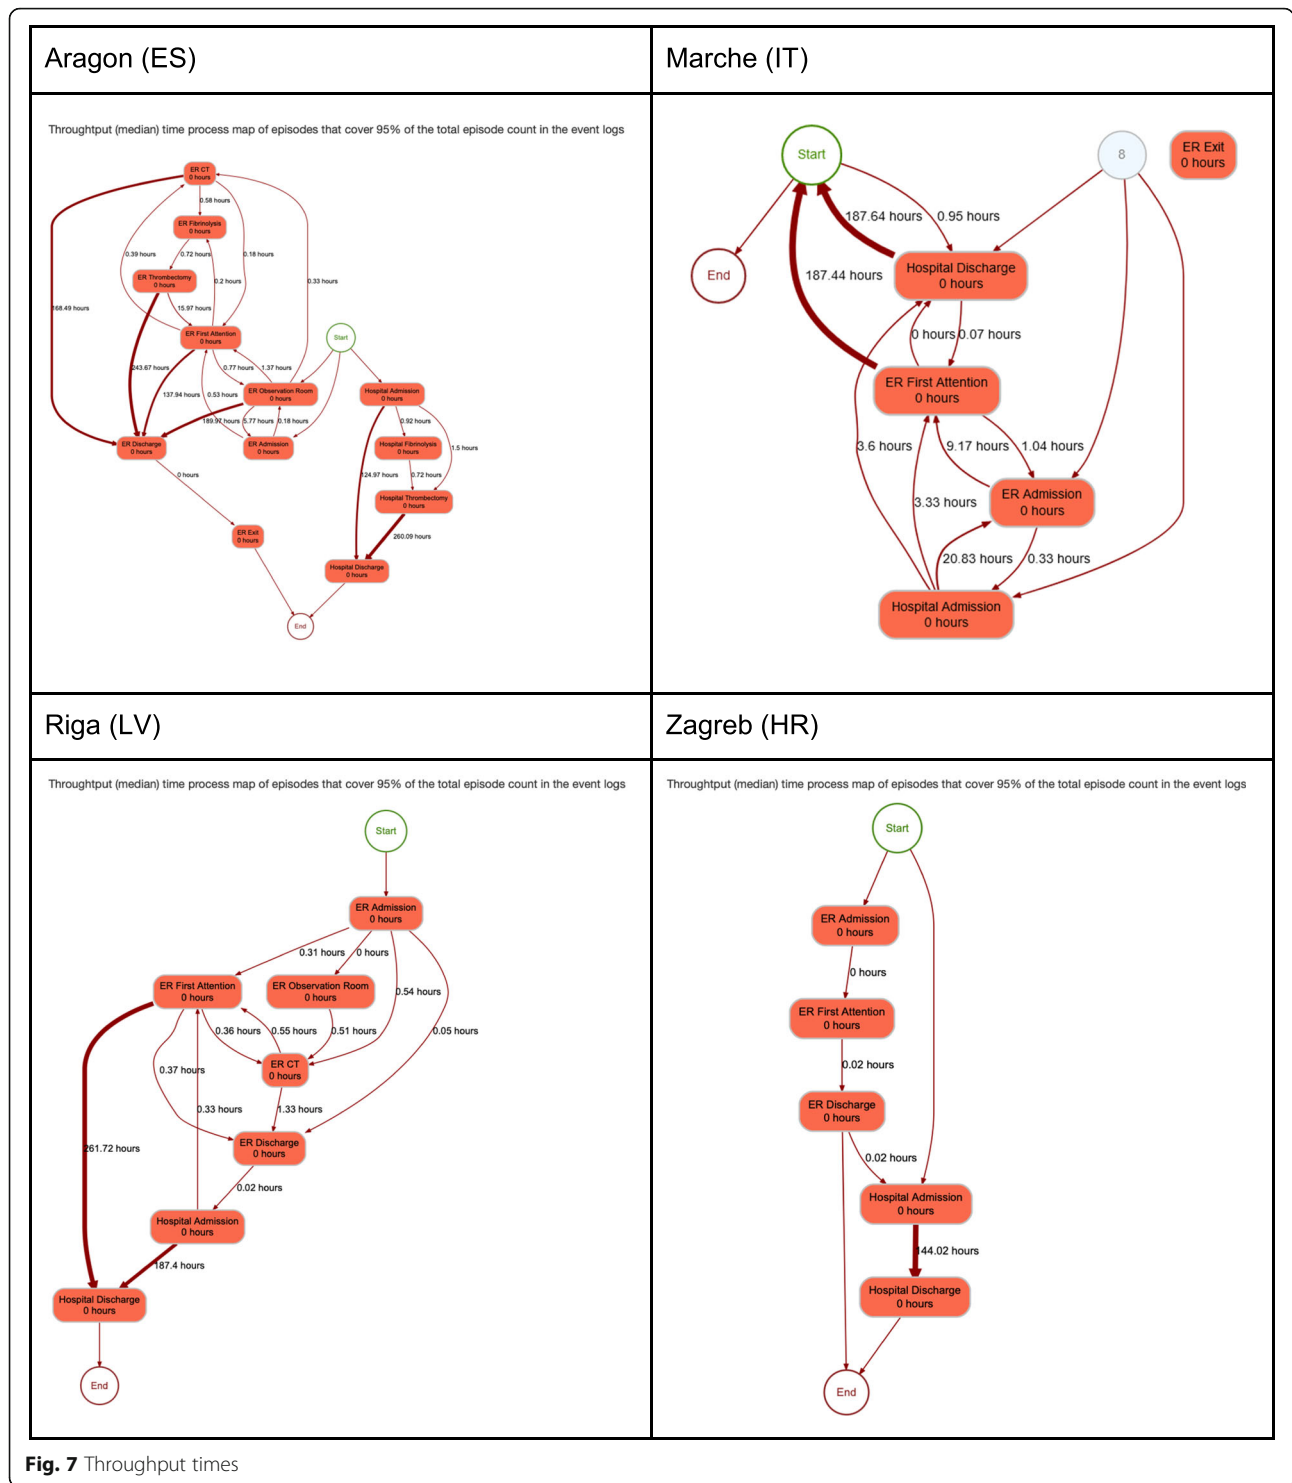 Aragon (ES)
Throughtput (median) time process map of episodes that cover 95% of the total episode count in the event logs
ER CT
0 hours
0.58 hours
ER Fibrinolysis
0 hours
0.39 hours
0.72 hours
0.18 hours
ER Thrombectomy
0 hours
0.2 hours
0.33 hours
168.49 hours
15.97 hours
ER First Attention
0 hours
Start
243.67 hours
0.77 hours
1.37 hours
137.94 hours
0.53 hours
ER Observation Room
0 hours
Hospital Admission
0 hours
189.97 hours
5.77 hours
0.18 hours
0.92 hours
ER Discharge
0 hours
ER Admission
0 hours
Hospital Fibrinolysis
0 hours
1.5 hours
0 hours
124.97 hours
0.72 hours
Hospital Thrombectomy
0 hours
ER Exit
0 hours
260.09 hours
Hospital Discharge
0 hours
End
Marche (IT)
Start
8
ER Exit
0 hours
187.64 hours
0.95 hours
End
187.44 hours
Hospital Discharge
0 hours
0 hours
0.07 hours
ER First Attention
0 hours
3.6 hours
9.17 hours
1.04 hours
3.33 hours
ER Admission
0 hours
20.83 hours
0.33 hours
Hospital Admission
0 hours
Riga (LV)
Throughtput (median) time process map of episodes that cover 95% of the total episode count in the event logs
Start
ER Admission
0 hours
0.31 hours
0 hours
ER First Attention
0 hours
ER Observation Room
0 hours
0.54 hours
0.36 hours
0.55 hours
0.51 hours
0.05 hours
0.37 hours
ER CT
0 hours
0.33 hours
1.33 hours
261.72 hours
ER Discharge
0 hours
0.02 hours
Hospital Admission
0 hours
187.4 hours
Hospital Discharge
0 hours
End
Zagreb (HR)
Throughtput (median) time process map of episodes that cover 95% of the total episode count in the event logs
Start
ER Admission
0 hours
0 hours
ER First Attention
0 hours
0.02 hours
ER Discharge
0 hours
0.02 hours
Hospital Admission
0 hours
144.02 hours
Hospital Discharge
0 hours
End
Fig. 7 Throughput times